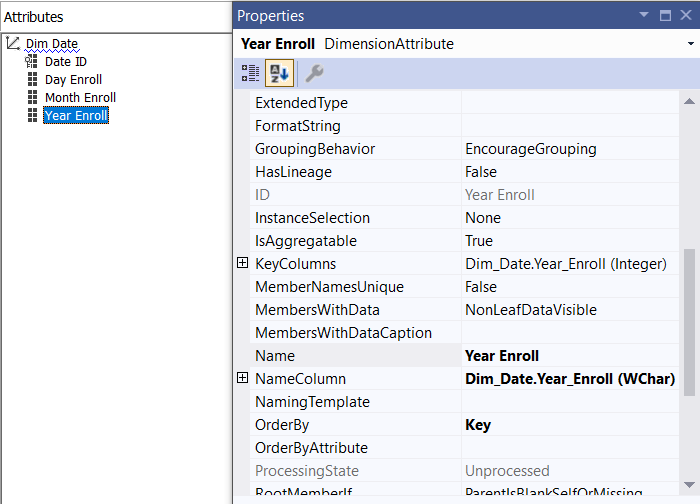 Attributes
Dim Date
Date ID
Day Enroll
Month Enroll
Year Enroll
Properties
Year Enroll DimensionAttribute
ExtendedType
FormatString
GroupingBehavior EncourageGrouping
HasLineage False
ID Year Enroll
InstanceSelection None
IsAggregatable True
KeyColumns Dim_Date.Year_Enroll (Integer)
MemberNamesUnique False
MembersWithData NonLeafDataVisible
MembersWithDataCaption
Name Year Enroll
NameColumn Dim_Date.Year_Enroll (WChar)
NamingTemplate
OrderBy Key
OrderByAttribute
ProcessingState Unprocessed
RootMemberIf ParentIsBlankSelfOrMissing